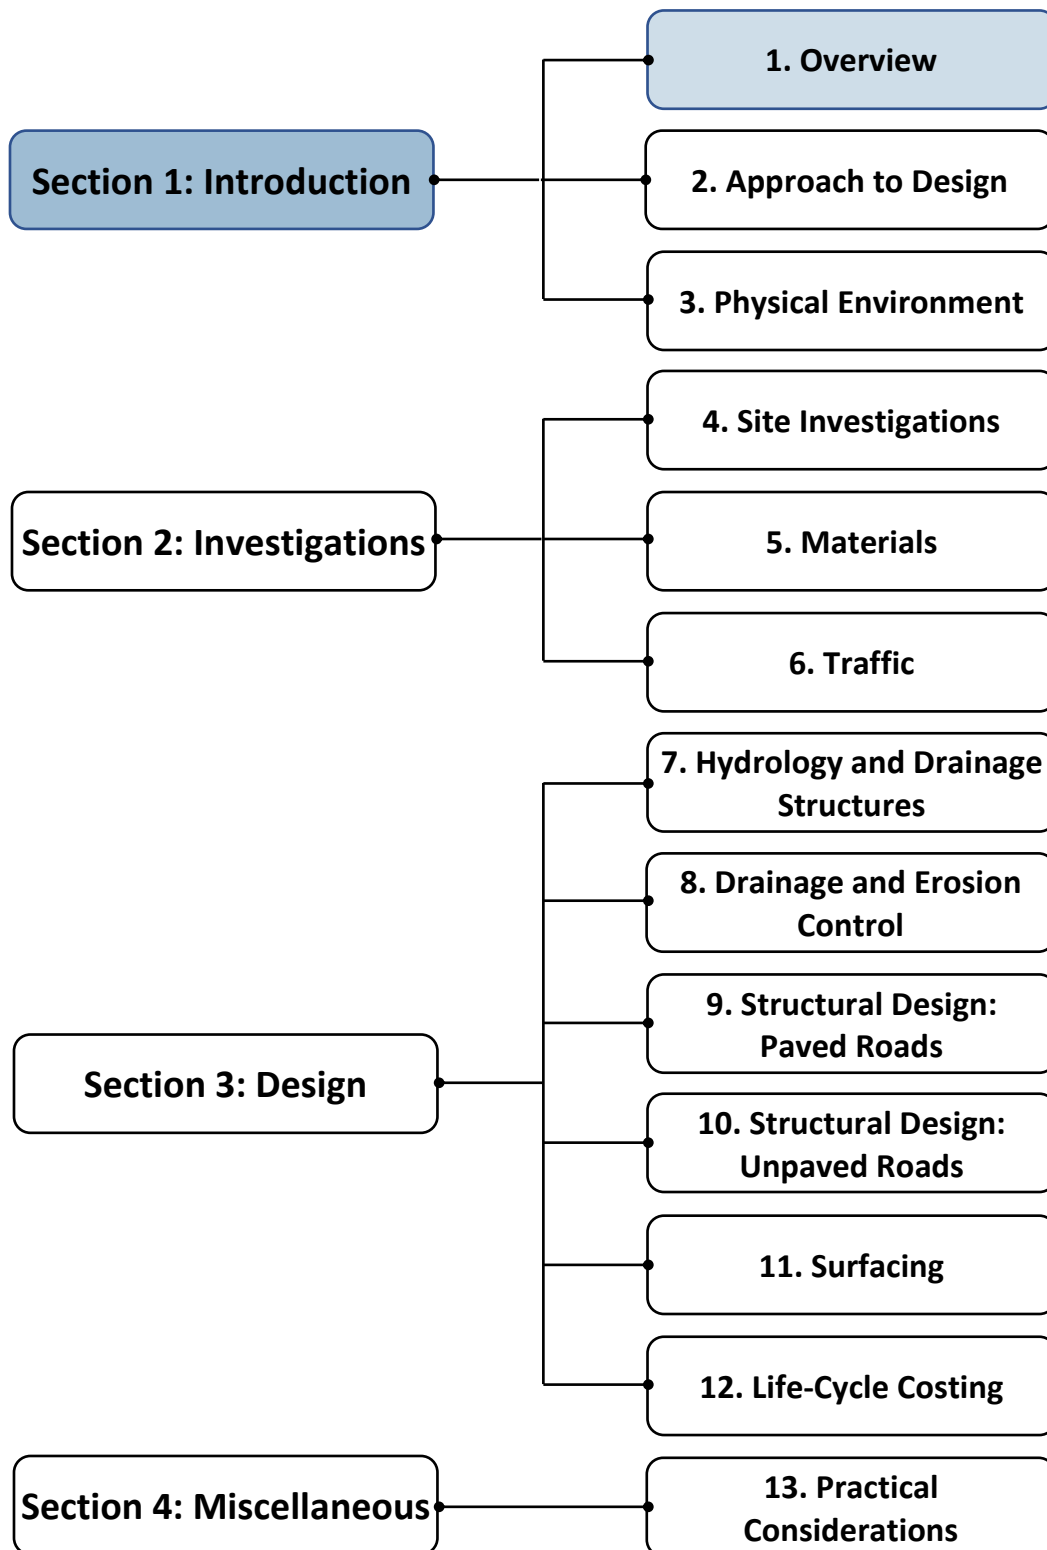 1. Overview
Section 1: Introduction
2. Approach to Design
3. Physical Environment
4. Site Investigations
Section 2: Investigations
5. Materials
6. Traffic
7. Hydrology and Drainage
Structures
8. Drainage and Erosion
Control
9. Structural Design:
Paved Roads
Section 3: Design
10. Structural Design:
Unpaved Roads
11. Surfacing
12. Life-Cycle Costing
Section 4: Miscellaneous
13. Practical
Considerations